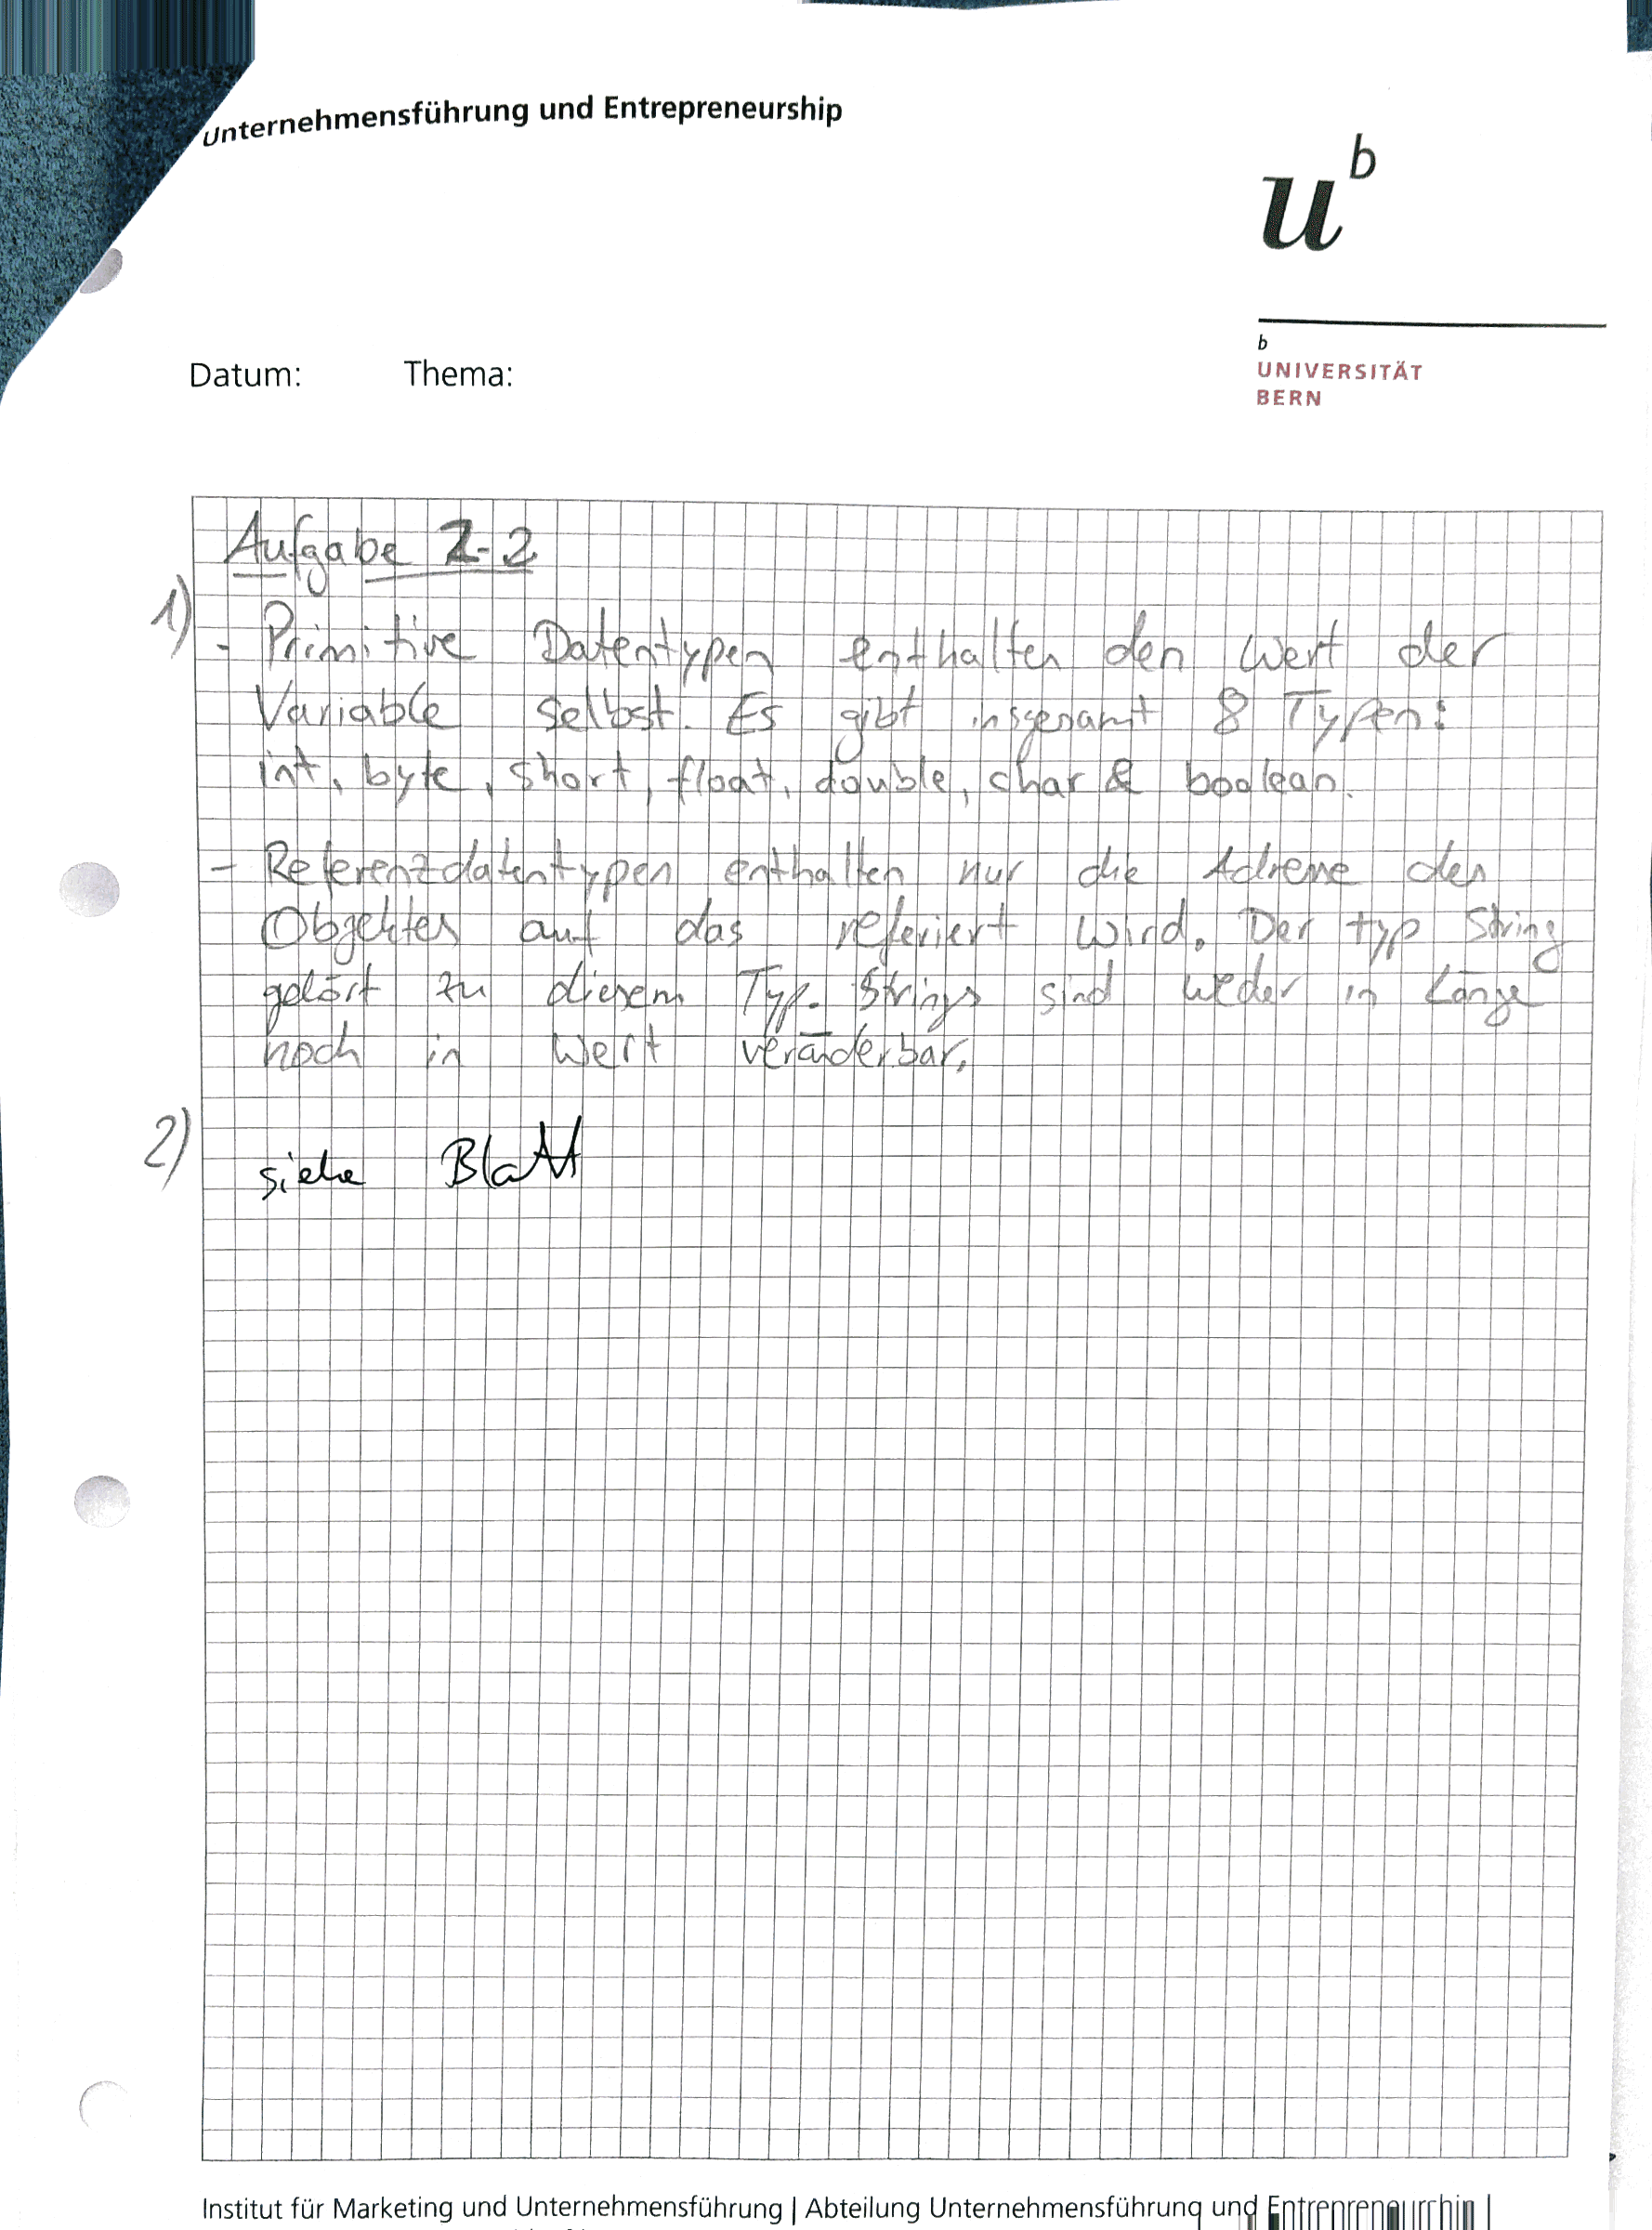 Unternehmensführung und Entrepreneurship
u b
b
UNIVERSITÄT
BERN
Datum: Thema:
Aufgabe 2-2
1) - Primitive Datentypen enthalten den Wert der
Variable selbst. Es gibt insgesamt 8 Typen:
int, byte, short, float, double, char & boolean.
- Referenzdatentypen enthalten nur die Adresse des
Obgektes auf das referiert wird. Der typ String
gehört zu diesem Typ. Strings sind weder in Länge
noch in Wert veränderbar.
2) siehe Blatt
Institut für Marketing und Unternehmensführung | Abteilung Unternehmensführung und Entrepreneurship |